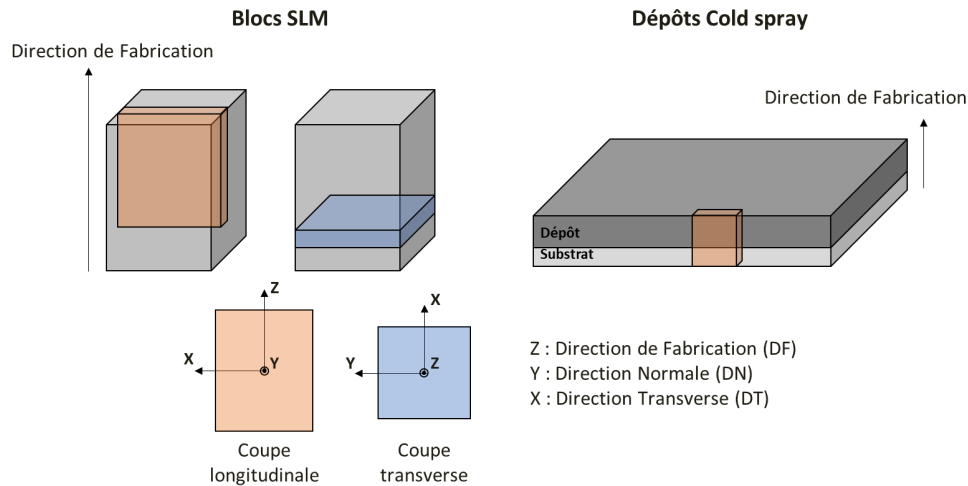 Blocs SLM
Dépôts Cold spray
Direction de Fabrication
Direction de Fabrication
Dépôt
Substrat
Z
X
Y
X
Y
Z
Z : Direction de Fabrication (DF)
Y : Direction Normale (DN)
X : Direction Transverse (DT)
Coupe
longitudinale
Coupe
transverse